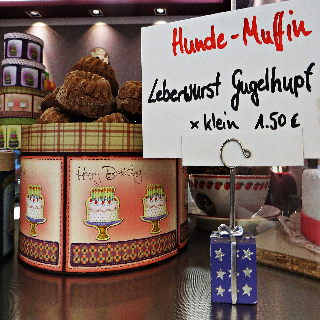 Hunde-Muffin
Leberwurst Gugelhupf
x klein 1.50 €
Happy Birthday